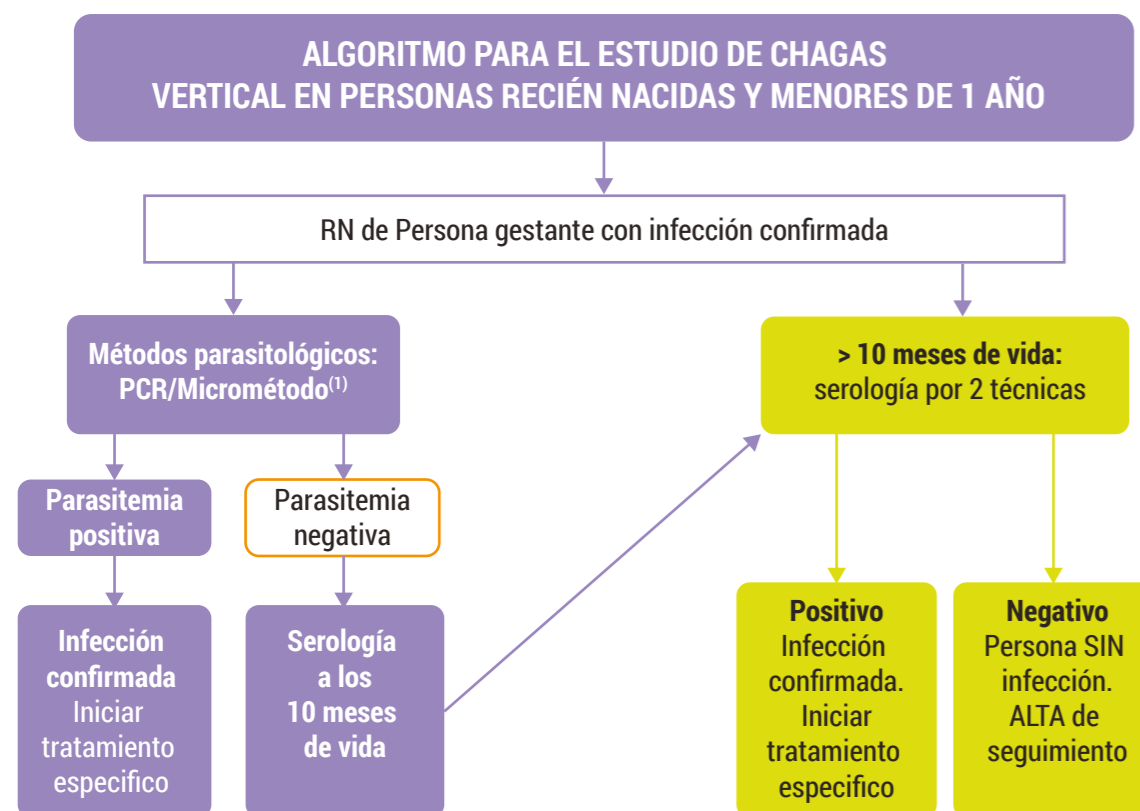 ALGORITMO PARA EL ESTUDIO DE CHAGAS
VERTICAL EN PERSONAS RECIÉN NACIDAS Y MENORES DE 1 AÑO
RN de Persona gestante con infección confirmada
Métodos parasitológicos:
PCR/Micrométodo(1)
> 10 meses de vida:
serología por 2 técnicas
Parasitemia
positiva
Parasitemia
negativa
Infección
confirmada
Iniciar
tratamiento
especifico
Serología
a los
10 meses
de vida
Positivo
Infección
confirmada.
Iniciar
tratamiento
especifico
Negativo
Persona SIN
infección.
ALTA de
seguimiento